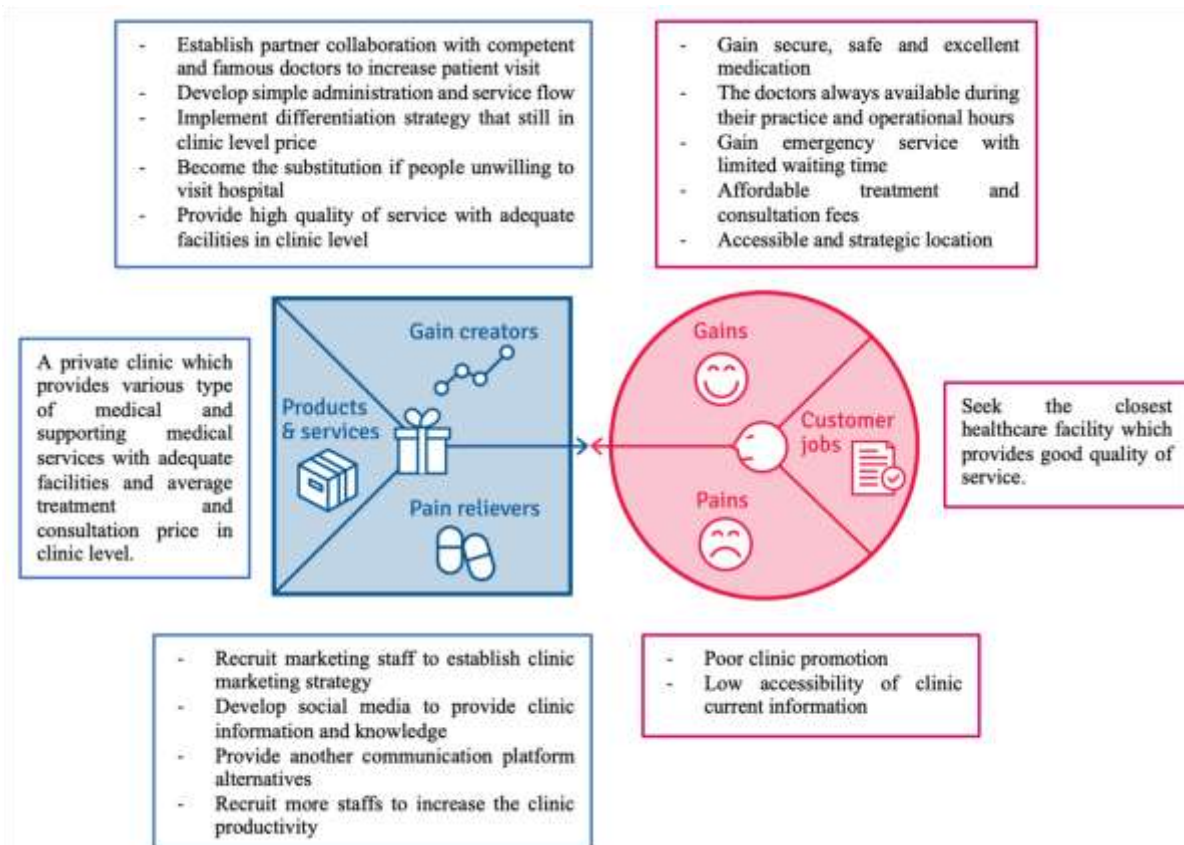 - Establish partner collaboration with competent
and famous doctors to increase patient visit
- Develop simple administration and service flow
- Implement differentiation strategy that still in
clinic level price
- Become the substitution if people unwilling to
visit hospital
- Provide high quality of service with adequate
facilities in clinic level
- Gain secure, safe and excellent
medication
- The doctors always available during
their practice and operational hours
- Gain emergency service with
limited waiting time
- Affordable treatment and
consultation fees
- Accessible and strategic location
A private clinic which
provides various type
of medical and
supporting medical
services with adequate
facilities and average
treatment and
consultation price in
clinic level.
Gain creators
Products
& services
Pain relievers
Gains
Customer
jobs
Pains
Seek the closest
healthcare facility which
provides good quality of
service.
- Recruit marketing staff to establish clinic
marketing strategy
- Develop social media to provide clinic
information and knowledge
- Provide another communication platform
alternatives
- Recruit more staffs to increase the clinic
productivity
- Poor clinic promotion
- Low accessibility of clinic
current information